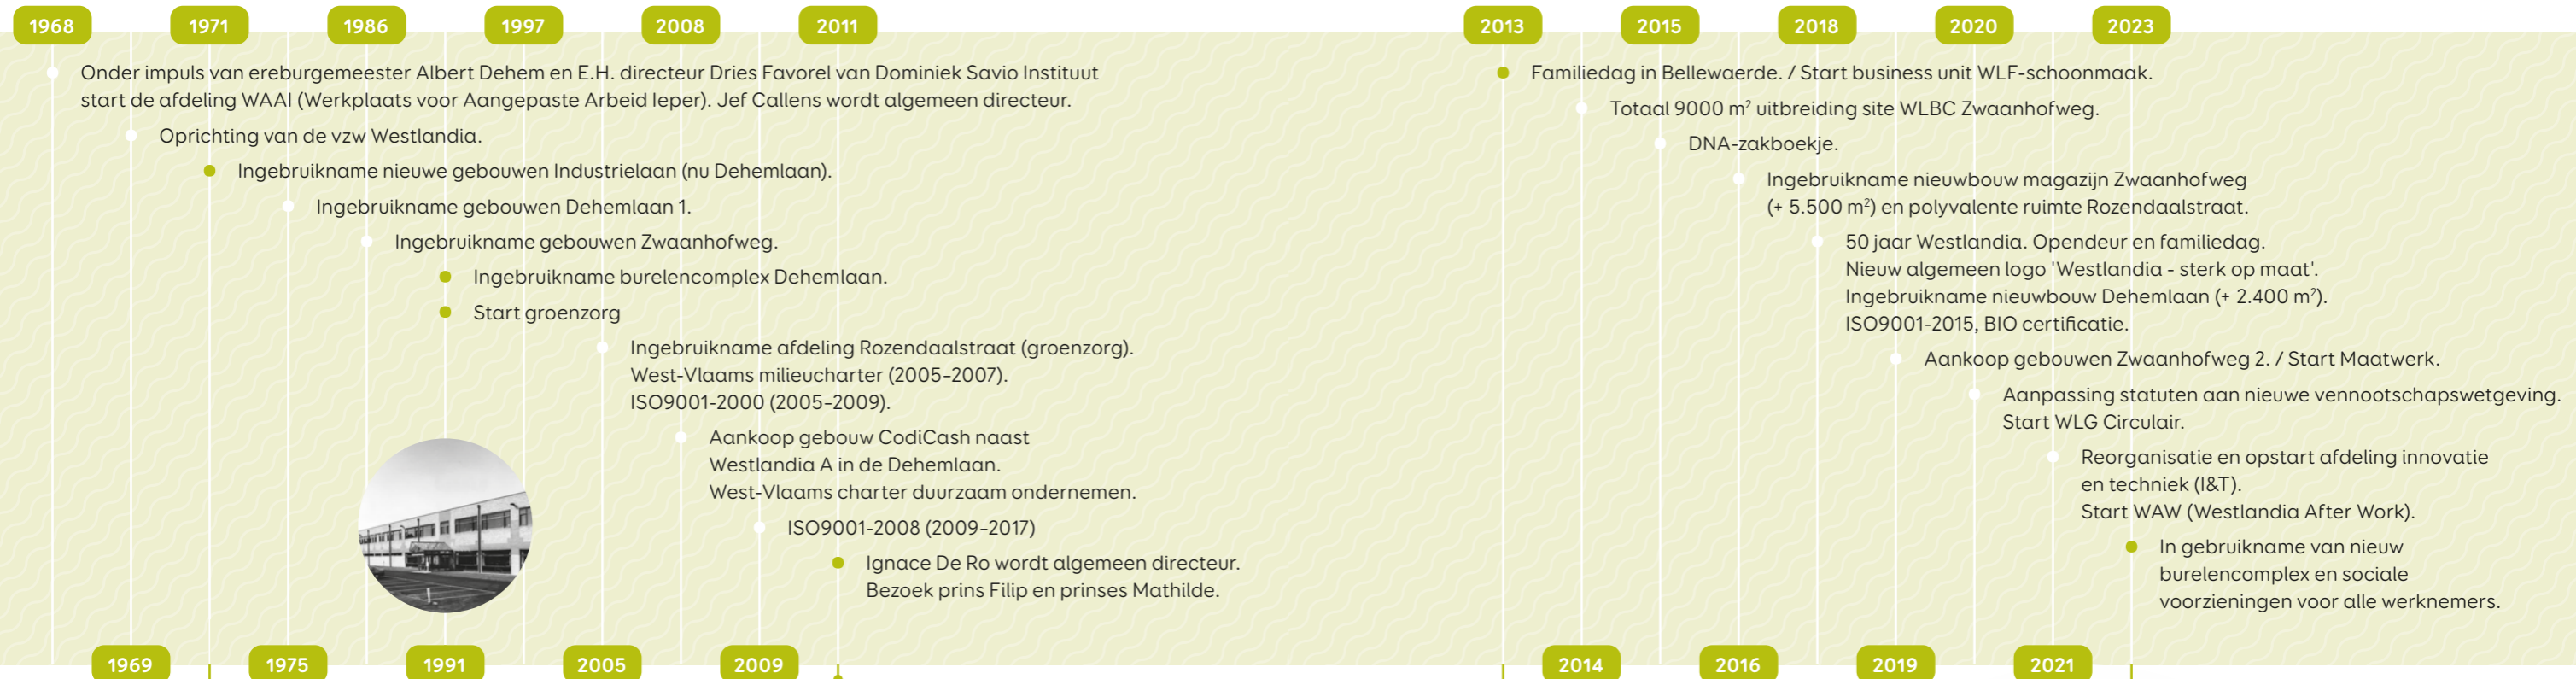 1968
1971
1986
1997
2008
2011
2013
2015
2018
2020
2023
Onder impuls van ereburgemeester Albert Dehem en E.H. directeur Dries Favorel van Dominiek Savio Instituut
start de afdeling WAAI (Werkplaats voor Aangepaste Arbeid Ieper). Jef Callens wordt algemeen directeur.
Oprichting van de vzw Westlandia.
Ingebruikname nieuwe gebouwen Industrielaan (nu Dehemlaan).
Ingebruikname gebouwen Dehemlaan 1.
Ingebruikname gebouwen Zwaanhofweg.
Ingebruikname burelencomplex Dehemlaan.
Start groenzorg
Ingebruikname afdeling Rozendaalstraat (groenzorg).
West-Vlaams milieucharter (2005–2007).
ISO9001-2000 (2005–2009).
Aankoop gebouw CodiCash naast
Westlandia A in de Dehemlaan.
West-Vlaams charter duurzaam ondernemen.
ISO9001-2008 (2009–2017)
Ignace De Ro wordt algemeen directeur.
Bezoek prins Filip en prinses Mathilde.
Familiedag in Bellewaerde. / Start business unit WLF-schoonmaak.
Totaal 9000 m² uitbreiding site WLBC Zwaanhofweg.
DNA-zakboekje.
Ingebruikname nieuwbouw magazijn Zwaanhofweg
(+ 5.500 m²) en polyvalente ruimte Rozendaalstraat.
50 jaar Westlandia. Opendeur en familiedag.
Nieuw algemeen logo 'Westlandia - sterk op maat'.
Ingebruikname nieuwbouw Dehemlaan (+ 2.400 m²).
ISO9001-2015, BIO certificatie.
Aankoop gebouwen Zwaanhofweg 2. / Start Maatwerk.
Aanpassing statuten aan nieuwe vennootschapswetgeving.
Start WLG Circulair.
Reorganisatie en opstart afdeling innovatie
en techniek (I&T).
Start WAW (Westlandia After Work).
In gebruikname van nieuw
burelencomplex en sociale
voorzieningen voor alle werknemers.
1969
1975
1991
2005
2009
2014
2016
2019
2021